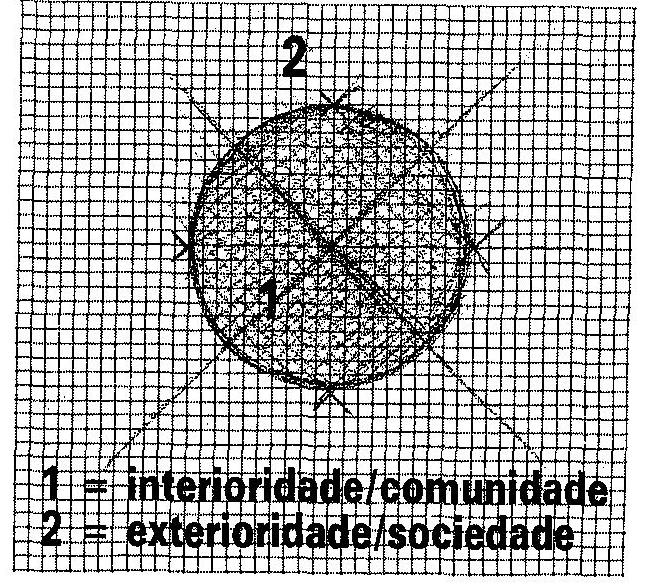 2
1
1 = interioridade/comunidade
2 = exterioridade/sociedade